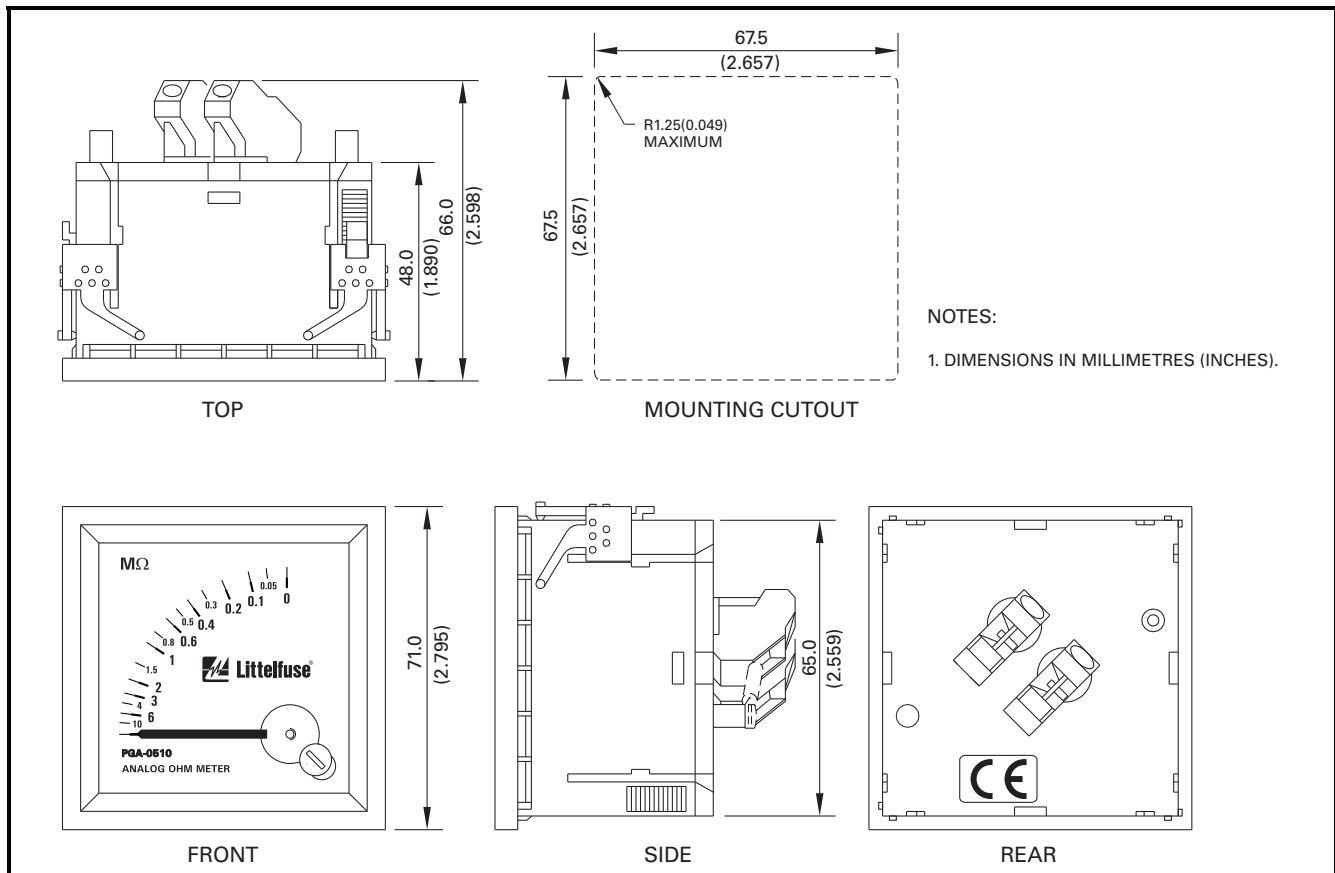 67.5
(2.657)
R1.25(0.049)
MAXIMUM
67.5
(2.657)
48.0
(1.890)
66.0
(2.598)
NOTES:
1. DIMENSIONS IN MILLIMETRES (INCHES).
TOP
MOUNTING CUTOUT
MΩ
0
0.05
0.1
0.2
0.3
0.4
0.5
0.6
0.8
1
1.5
2
3
4
6
10
Littelfuse®
PGA-0510
ANALOG OHM METER
71.0
(2.795)
65.0
(2.559)
CE
FRONT
SIDE
REAR